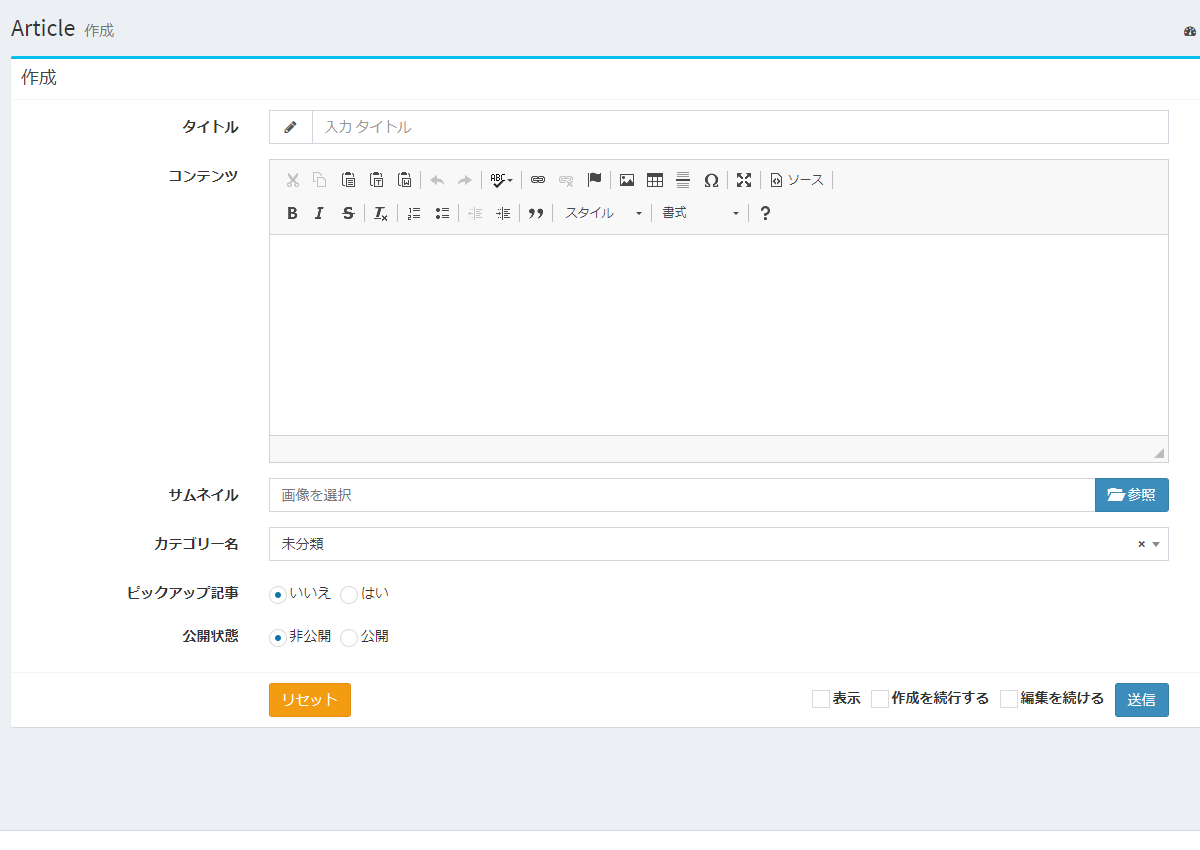 Article 作成
作成
タイトル 入力 タイトル
コンテンツ
ABC ソース
B I S Tx スタイル 書式 ?
サムネイル 画像を選択 参照
カテゴリー名 未分類 ×
ピックアップ記事 いいえ はい
公開状態 非公開 公開
リセット 表示 作成を続行する 編集を続ける 送信